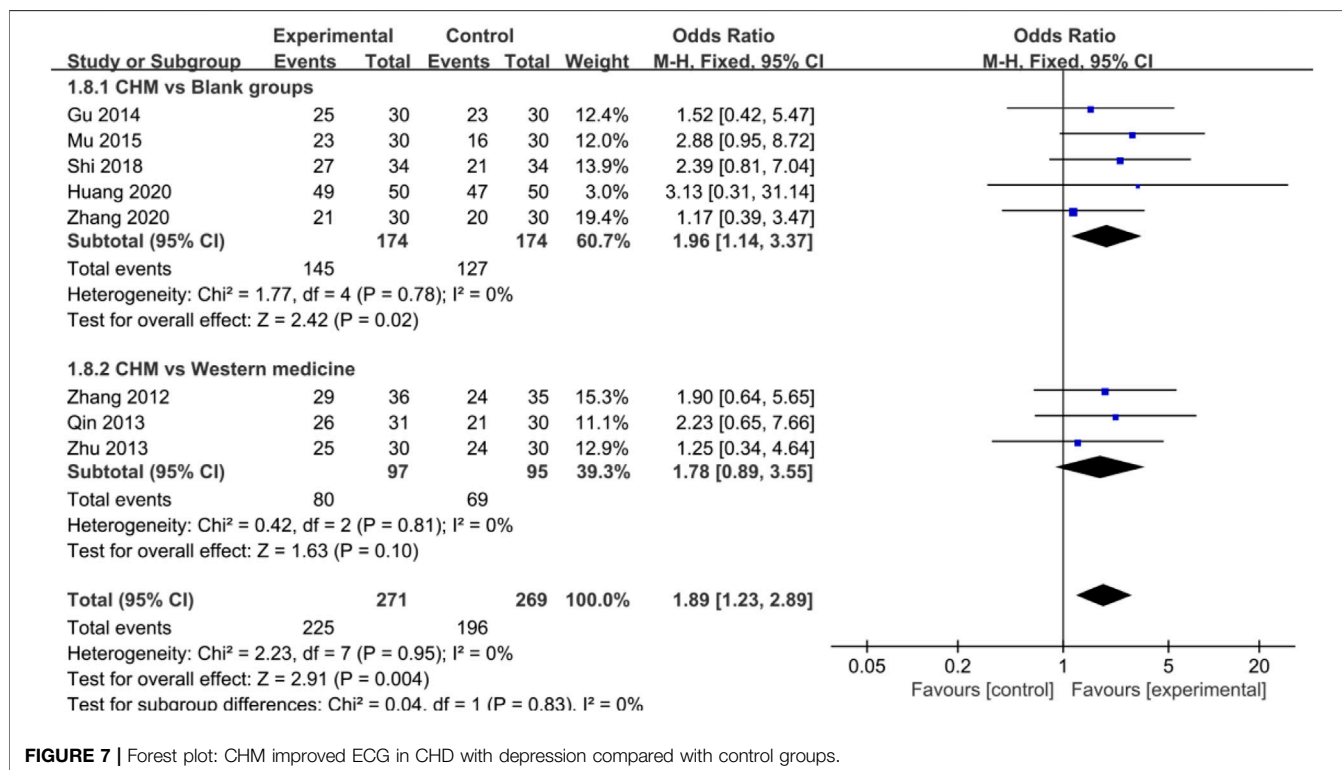 Experimental Control Odds Ratio Odds Ratio
Study or Subgroup Events Total Events Total Weight M-H, Fixed, 95% CI M-H, Fixed, 95% CI
1.8.1 CHM vs Blank groups
Gu 2014 25 30 23 30 12.4% 1.52 [0.42, 5.47]
Mu 2015 23 30 16 30 12.0% 2.88 [0.95, 8.72]
Shi 2018 27 34 21 34 13.9% 2.39 [0.81, 7.04]
Huang 2020 49 50 47 50 3.0% 3.13 [0.31, 31.14]
Zhang 2020 21 30 20 30 19.4% 1.17 [0.39, 3.47]
Subtotal (95% CI) 174 174 60.7% 1.96 [1.14, 3.37]
Total events 145 127
Heterogeneity: Chi² = 1.77, df = 4 (P = 0.78); I² = 0%
Test for overall effect: Z = 2.42 (P = 0.02)
1.8.2 CHM vs Western medicine
Zhang 2012 29 36 24 35 15.3% 1.90 [0.64, 5.65]
Qin 2013 26 31 21 30 11.1% 2.23 [0.65, 7.66]
Zhu 2013 25 30 24 30 12.9% 1.25 [0.34, 4.64]
Subtotal (95% CI) 97 95 39.3% 1.78 [0.89, 3.55]
Total events 80 69
Heterogeneity: Chi² = 0.42, df = 2 (P = 0.81); I² = 0%
Test for overall effect: Z = 1.63 (P = 0.10)
Total (95% CI) 271 269 100.0% 1.89 [1.23, 2.89]
Total events 225 196
Heterogeneity: Chi² = 2.23, df = 7 (P = 0.95); I² = 0%
Test for overall effect: Z = 2.91 (P = 0.004)
Test for subgroup differences: Chi² = 0.04, df = 1 (P = 0.83), I² = 0%
0.05 0.2 1 5 20
Favours [control] Favours [experimental]
FIGURE 7 | Forest plot: CHM improved ECG in CHD with depression compared with control groups.